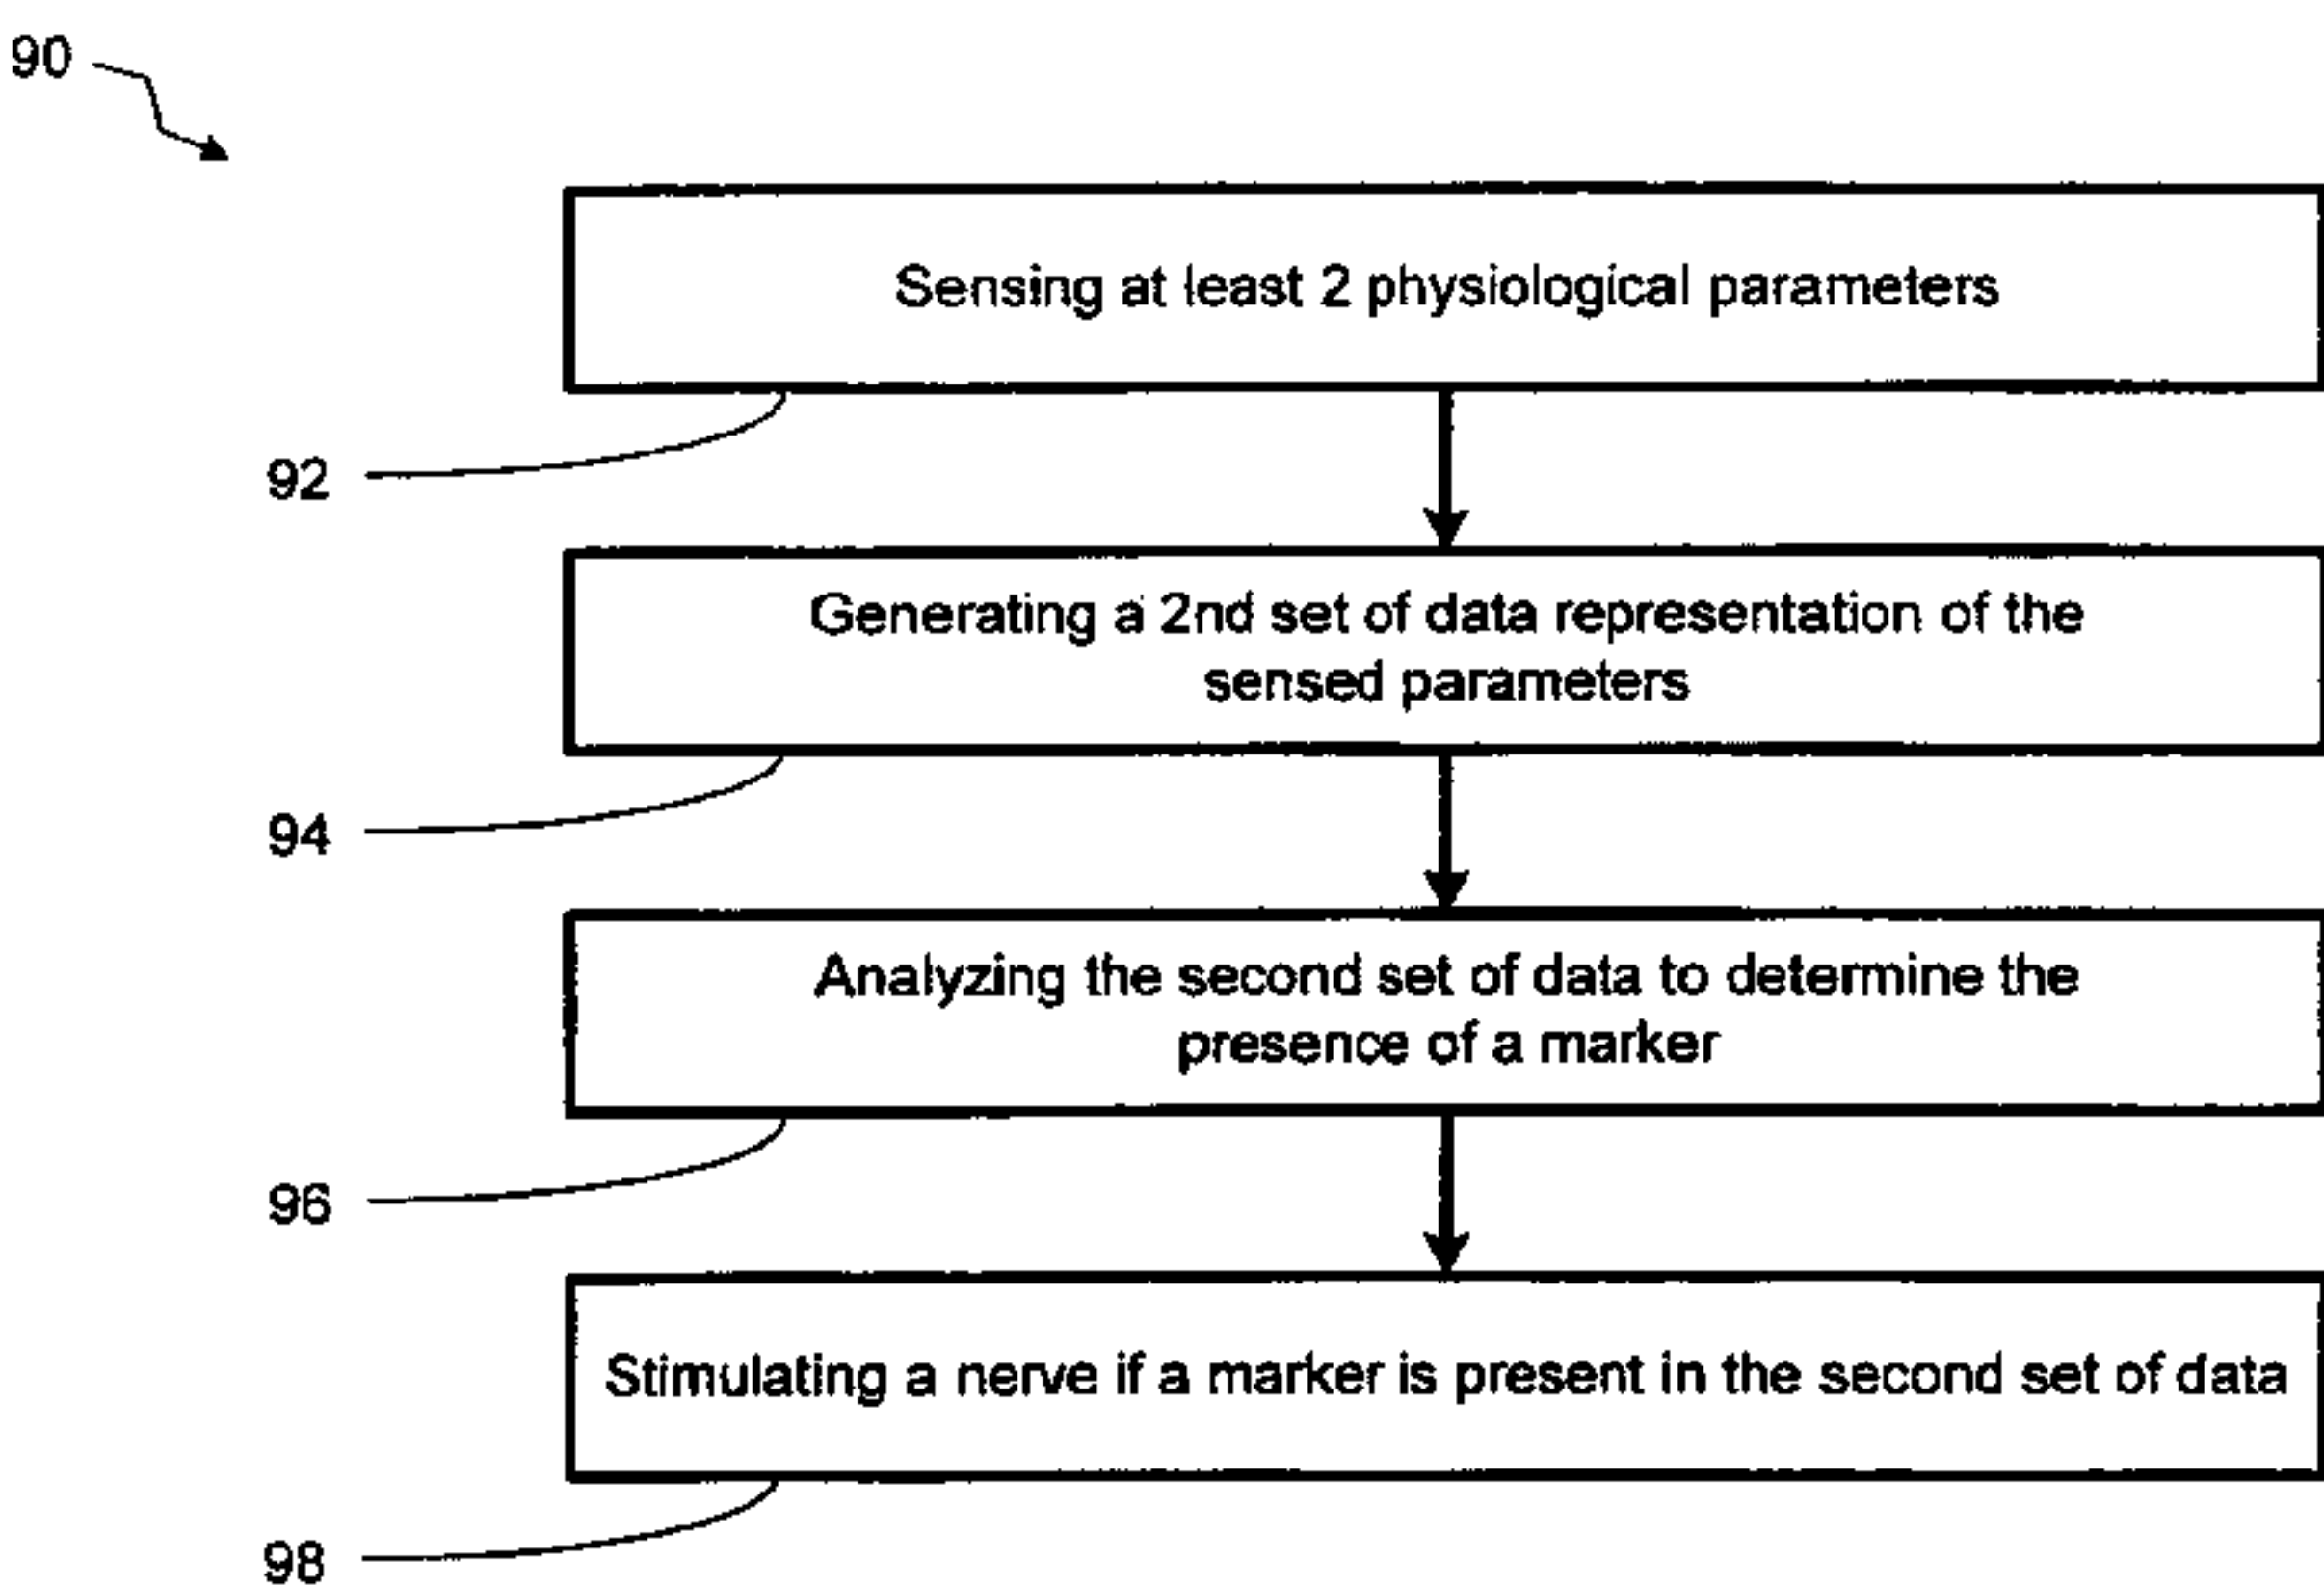 90
Sensing at least 2 physiological parameters
92
Generating a 2nd set of data representation of the
sensed parameters
94
Analyzing the second set of data to determine the
presence of a marker
96
Stimulating a nerve if a marker is present in the second set of data
98